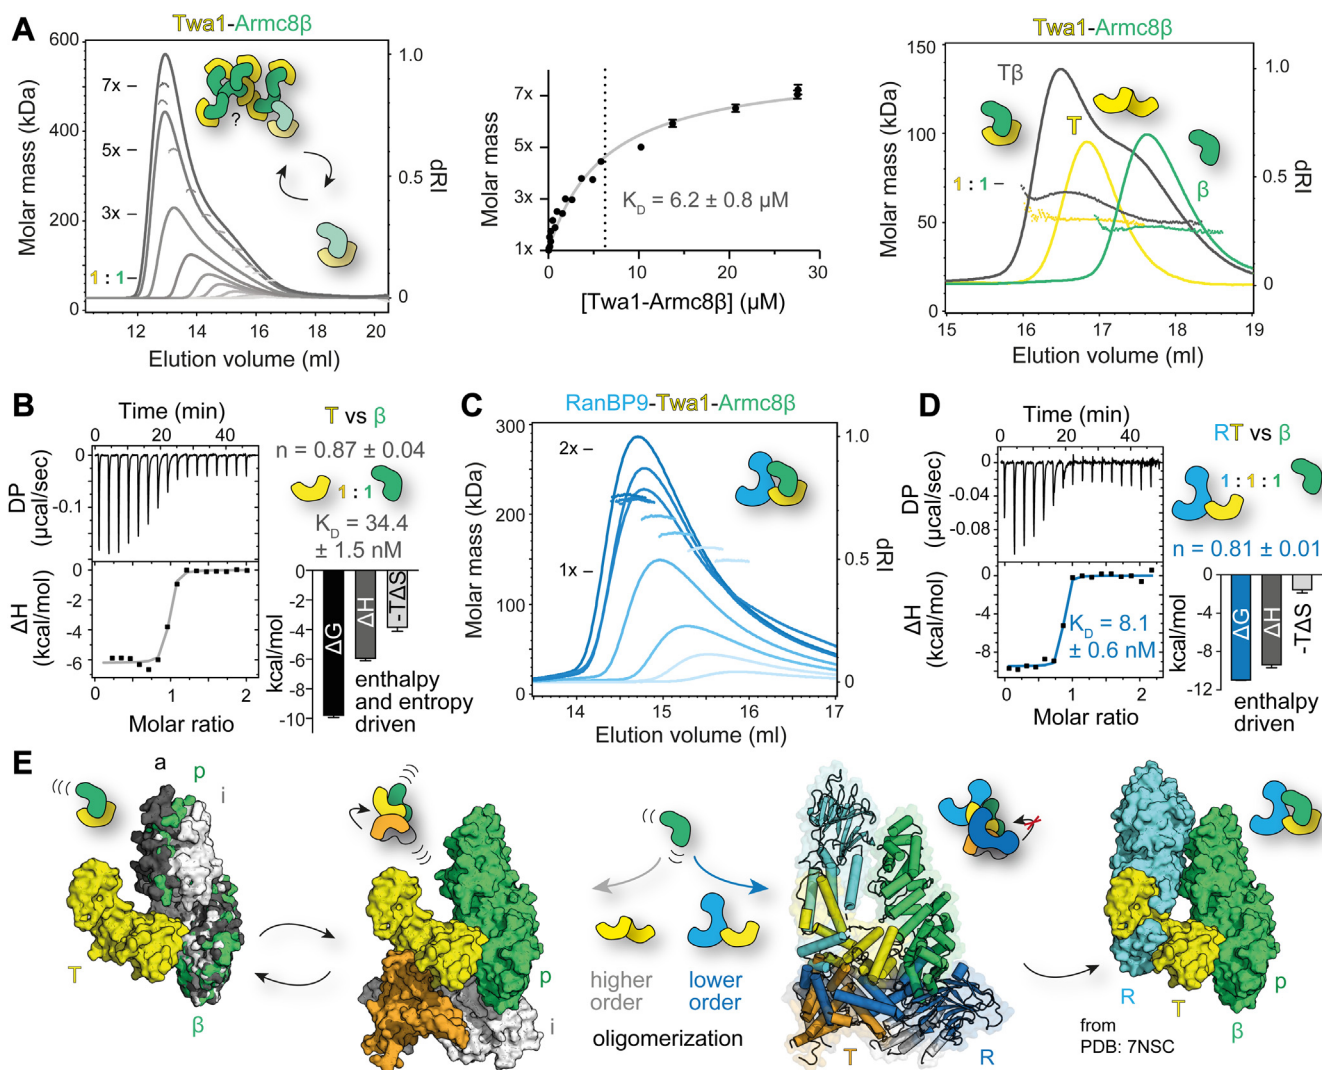 A
Twa1-Armc8β
600
400
200
0
Molar mass (kDa)
7x
5x
3x
1 : 1
?
1.0
0.5
0
dRI
12
14
16
18
20
Elution volume (ml)
7x
5x
3x
1x
Molar mass
K_D = 6.2 ± 0.8 µM
0
10
20
30
[Twa1-Armc8β] (µM)
Twa1-Armc8β
150
100
50
0
Molar mass (kDa)
Tβ
T
β
1 : 1
1.0
0.5
0
dRI
15
16
17
18
19
Elution volume (ml)
B
Time (min)
0
10
20
30
40
0
-0.1
DP
(µcal/sec)
0
-2
-4
-6
ΔH
(kcal/mol)
0
1
2
Molar ratio
T vs β
n = 0.87 ± 0.04
1 : 1
K_D = 34.4
± 1.5 nM
0
-2
-4
-6
-8
-10
kcal/mol
ΔG
ΔH
-TΔS
enthalpy
and entropy
driven
C
RanBP9-Twa1-Armc8β
300
250
200
150
100
50
0
Molar mass (kDa)
2x
1x
1.0
0.5
0
dRI
14
15
16
17
Elution volume (ml)
D
Time (min)
0
20
40
0
-0.04
-0.08
DP
(µcal/sec)
0
-4
-8
ΔH
(kcal/mol)
K_D = 8.1
± 0.6 nM
0
1
2
Molar ratio
RT vs β
1 : 1 : 1
n = 0.81 ± 0.01
0
-4
-8
-12
kcal/mol
ΔG
ΔH
-TΔS
enthalpy
driven
E
a
p
i
T
β
p
i
higher
order
lower
order
oligomerization
T
R
R
T
β
p
from
PDB: 7NSC